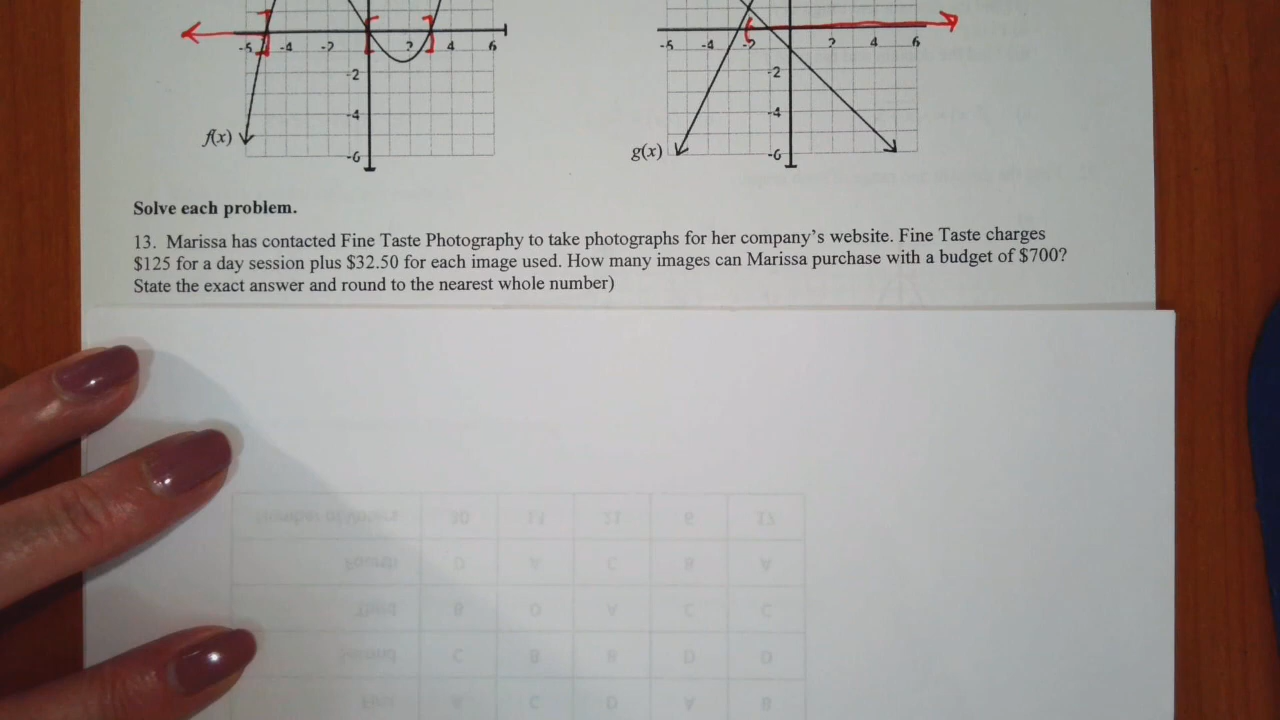 -5 -4 -2 2 4 6
-2
-4
-6
f(x)
-5 -4 -2 2 4 6
-2
-4
-6
g(x)
Solve each problem.
13. Marissa has contacted Fine Taste Photography to take photographs for her company's website. Fine Taste charges
$125 for a day session plus $32.50 for each image used. How many images can Marissa purchase with a budget of $700?
State the exact answer and round to the nearest whole number)